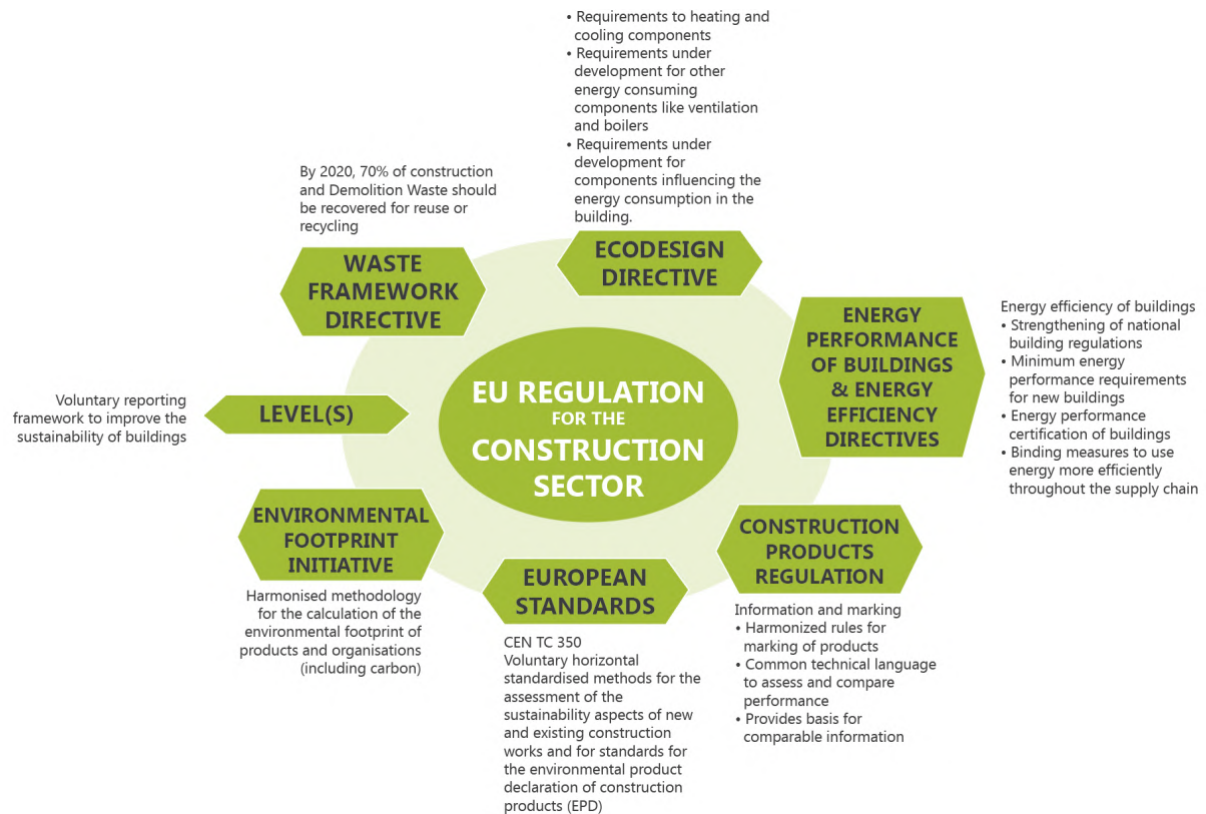 • Requirements to heating and
cooling components
• Requirements under
development for other
energy consuming
components like ventilation
and boilers
• Requirements under
development for
components influencing the
energy consumption in the
building.
ECODESIGN
DIRECTIVE
By 2020, 70% of construction
and Demolition Waste should
be recovered for reuse or
recycling
WASTE
FRAMEWORK
DIRECTIVE
ENERGY
PERFORMANCE
OF BUILDINGS
& ENERGY
EFFICIENCY
DIRECTIVES
Energy efficiency of buildings
• Strengthening of national
building regulations
• Minimum energy
performance requirements
for new buildings
• Energy performance
certification of buildings
• Binding measures to use
energy more efficiently
throughout the supply chain
EU REGULATION
FOR THE
CONSTRUCTION
SECTOR
Voluntary reporting
framework to improve the
sustainability of buildings
LEVEL(S)
ENVIRONMENTAL
FOOTPRINT
INITIATIVE
Harmonised methodology
for the calculation of the
environmental footprint of
products and organisations
(including carbon)
EUROPEAN
STANDARDS
CEN TC 350
Voluntary horizontal
standardised methods for the
assessment of the
sustainability aspects of new
and existing construction
works and for standards for
the environmental product
declaration of construction
products (EPD)
CONSTRUCTION
PRODUCTS
REGULATION
Information and marking
• Harmonized rules for
marking of products
• Common technical language
to assess and compare
performance
• Provides basis for
comparable information